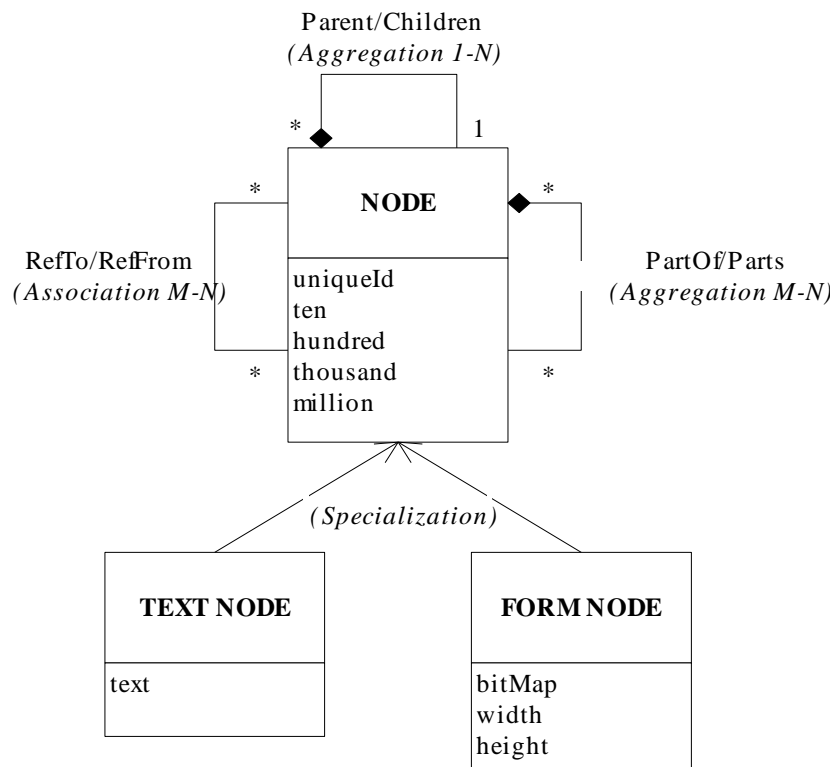 Parent/Children
(Aggregation 1-N)
* 1
* NODE *
RefTo/RefFrom
(Association M-N)
PartOf/Parts
(Aggregation M-N)
uniqueId
ten
hundred
thousand
million
* *
(Specialization)
TEXT NODE
text
FORM NODE
bitMap
width
height